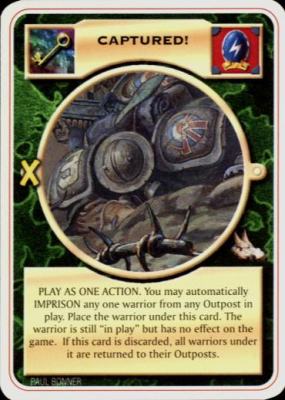 CAPTURED!
X
PLAY AS ONE ACTION. You may automatically
IMPRISON any one warrior from any Outpost in
play. Place the warrior under this card. The
warrior is still "in play" but has no effect on the
game. If this card is discarded, all warriors under
it are returned to their Outposts.
PAUL BONNER